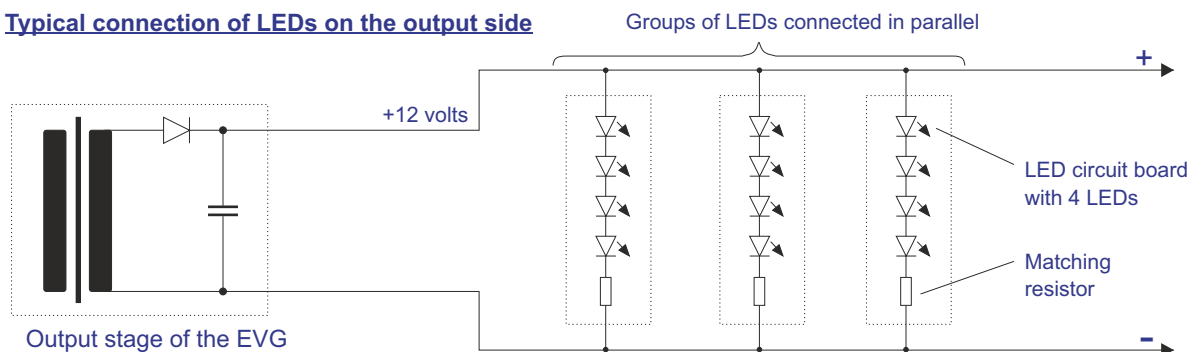 Typical connection of LEDs on the output side
Groups of LEDs connected in parallel
+
+12 volts
LED circuit board
with 4 LEDs
Matching
resistor
Output stage of the EVG
-